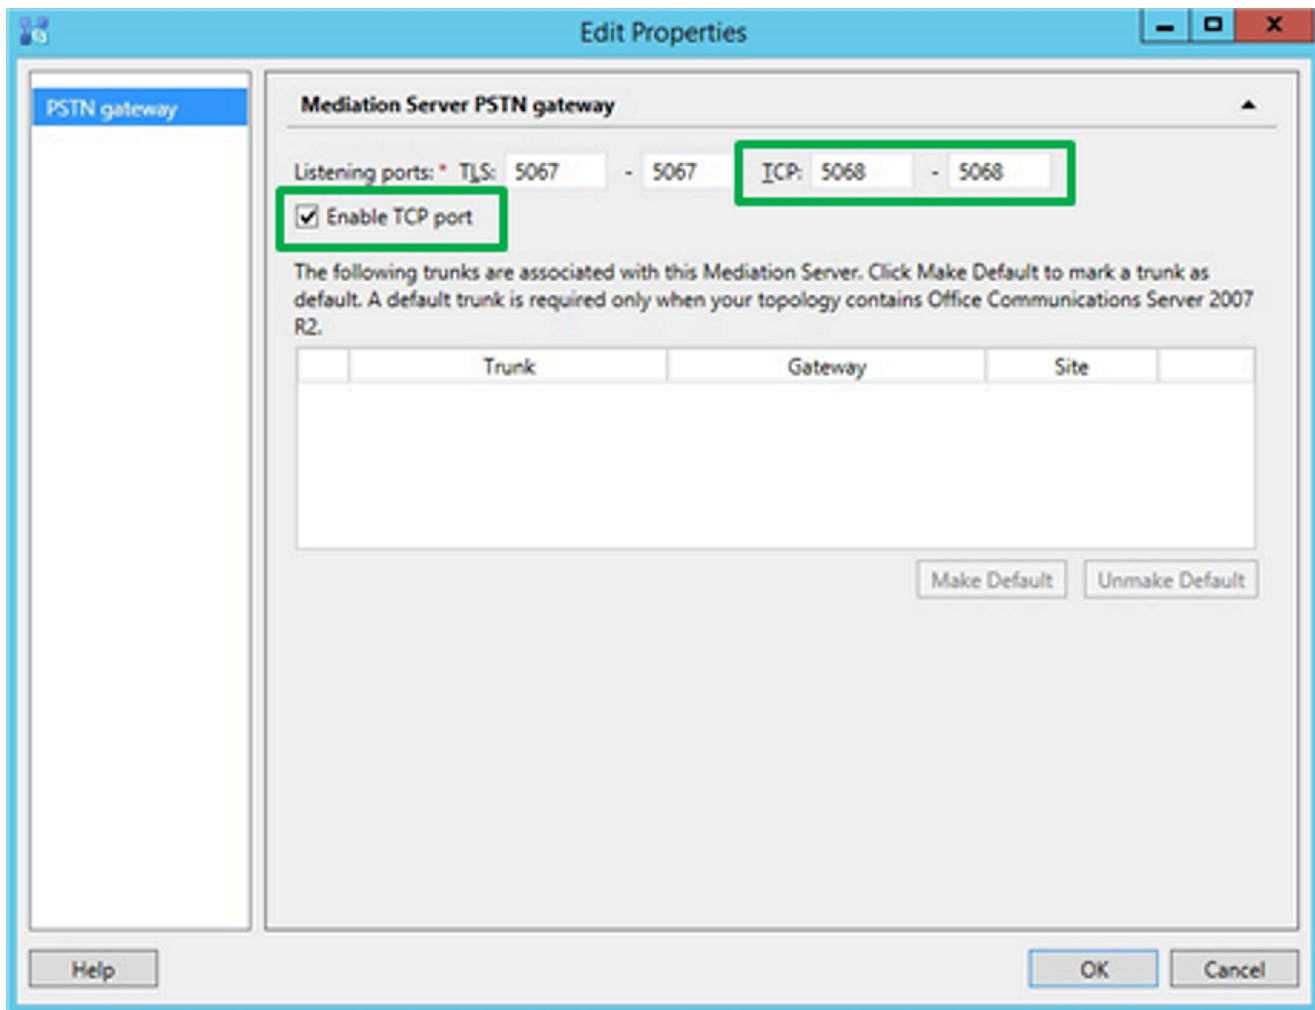 Edit Properties
PSTN gateway
Mediation Server PSTN gateway
Listening ports: * TLS: 5067 - 5067 TCP: 5068 - 5068
Enable TCP port
The following trunks are associated with this Mediation Server. Click Make Default to mark a trunk as
default. A default trunk is required only when your topology contains Office Communications Server 2007
R2.
Trunk Gateway Site
Make Default Unmake Default
Help OK Cancel